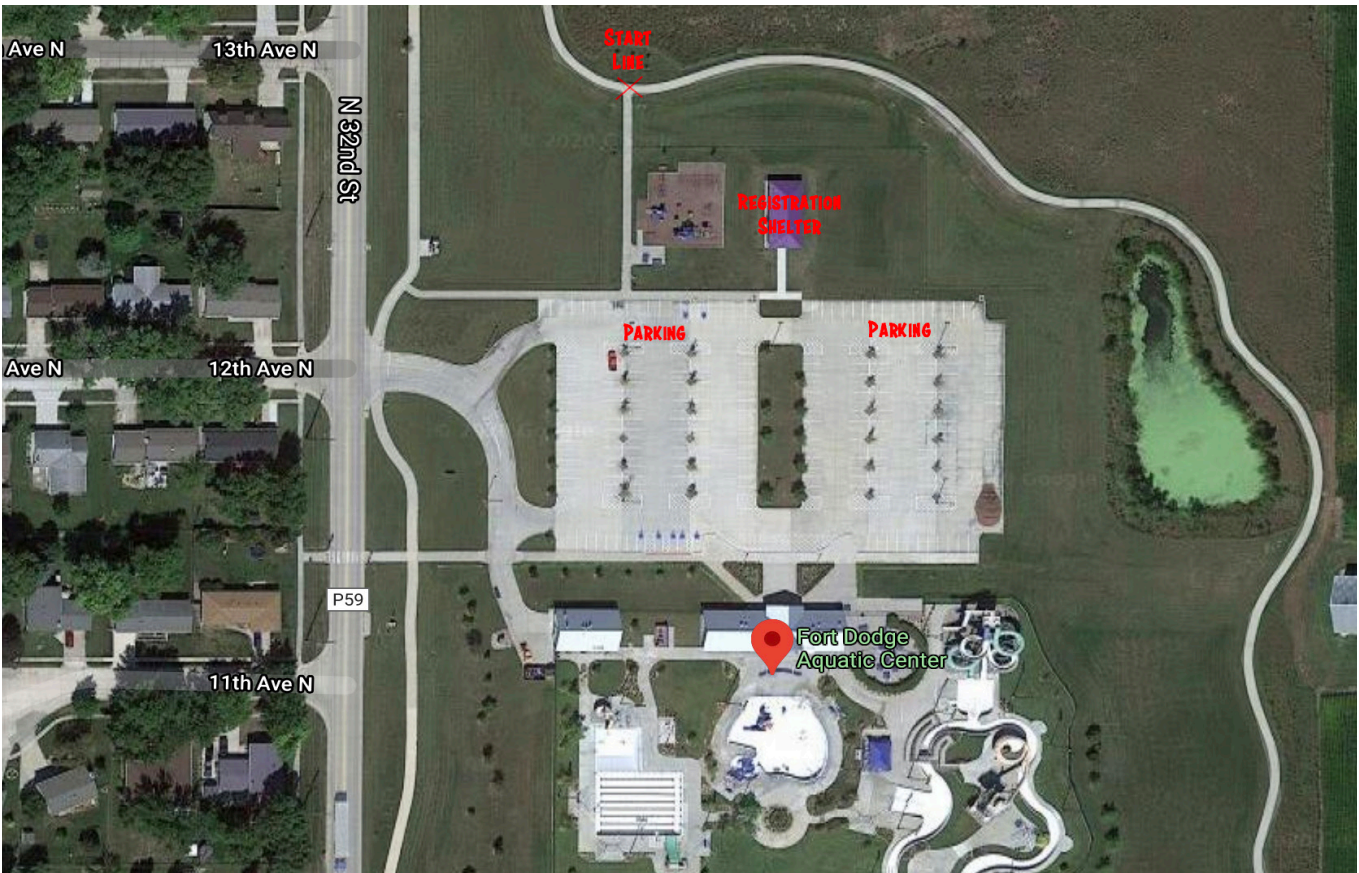 Ave N
13th Ave N
START
LINE
N 32nd St
REGISTRATION
SHELTER
PARKING
PARKING
Ave N
12th Ave N
P59
Fort Dodge
Aquatic Center
11th Ave N